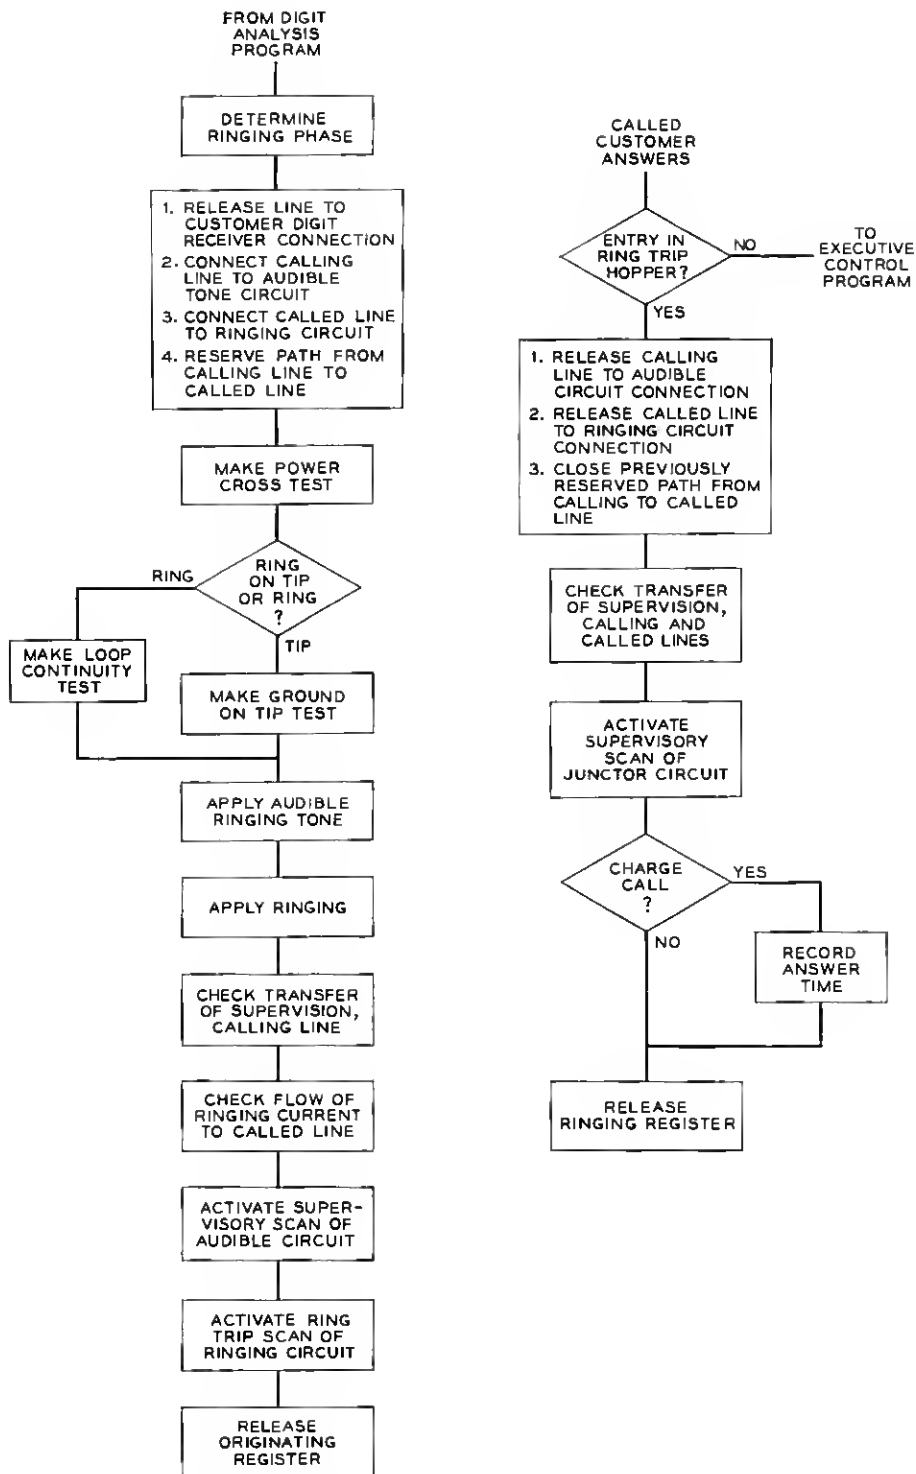 FROM DIGIT
ANALYSIS
PROGRAM
DETERMINE
RINGING PHASE
1. RELEASE LINE TO
CUSTOMER DIGIT
RECEIVER CONNECTION
2. CONNECT CALLING
LINE TO AUDIBLE
TONE CIRCUIT
3. CONNECT CALLED LINE
TO RINGING CIRCUIT
4. RESERVE PATH FROM
CALLING LINE TO
CALLED LINE
MAKE POWER
CROSS TEST
RING
ON TIP
OR RING
?
RING
TIP
MAKE LOOP
CONTINUITY
TEST
MAKE GROUND
ON TIP TEST
APPLY AUDIBLE
RINGING TONE
APPLY RINGING
CHECK TRANSFER
OF SUPERVISION,
CALLING LINE
CHECK FLOW OF
RINGING CURRENT
TO CALLED LINE
ACTIVATE SUPER-
VISORY SCAN OF
AUDIBLE CIRCUIT
ACTIVATE RING
TRIP SCAN OF
RINGING CIRCUIT
RELEASE
ORIGINATING
REGISTER
CALLED
CUSTOMER
ANSWERS
ENTRY IN
RING TRIP
HOPPER?
NO
TO
EXECUTIVE
CONTROL
PROGRAM
YES
1. RELEASE CALLING
LINE TO AUDIBLE
CIRCUIT CONNECTION
2. RELEASE CALLED LINE
TO RINGING CIRCUIT
CONNECTION
3. CLOSE PREVIOUSLY
RESERVED PATH FROM
CALLING TO CALLED
LINE
CHECK TRANSFER
OF SUPERVISION,
CALLING AND
CALLED LINES
ACTIVATE
SUPERVISORY
SCAN OF
JUNCTOR CIRCUIT
CHARGE
CALL
?
YES
NO
RECORD
ANSWER
TIME
RELEASE
RINGING REGISTER